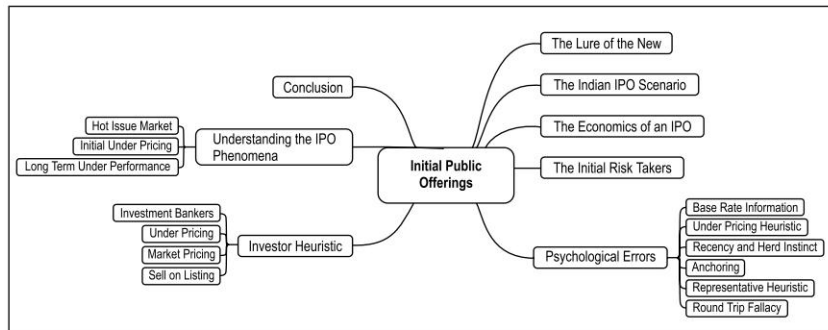 Initial Public
Offerings
The Lure of the New
The Indian IPO Scenario
The Economics of an IPO
The Initial Risk Takers
Psychological Errors
Base Rate Information
Under Pricing Heuristic
Recency and Herd Instinct
Anchoring
Representative Heuristic
Round Trip Fallacy
Investor Heuristic
Investment Bankers
Under Pricing
Market Pricing
Sell on Listing
Understanding the IPO
Phenomena
Hot Issue Market
Initial Under Pricing
Long Term Under Performance
Conclusion